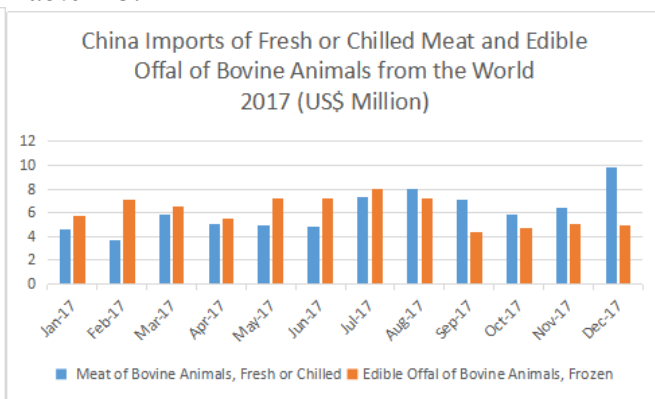 China Imports of Fresh or Chilled Meat and Edible
Offal of Bovine Animals from the World
2017 (US$ Million)
12
10
8
6
4
2
0
Jan-17 Feb-17 Mar-17 Apr-17 May-17 Jun-17 Jul-17 Aug-17 Sep-17 Oct-17 Nov-17 Dec-17
Meat of Bovine Animals, Fresh or Chilled Edible Offal of Bovine Animals, Frozen